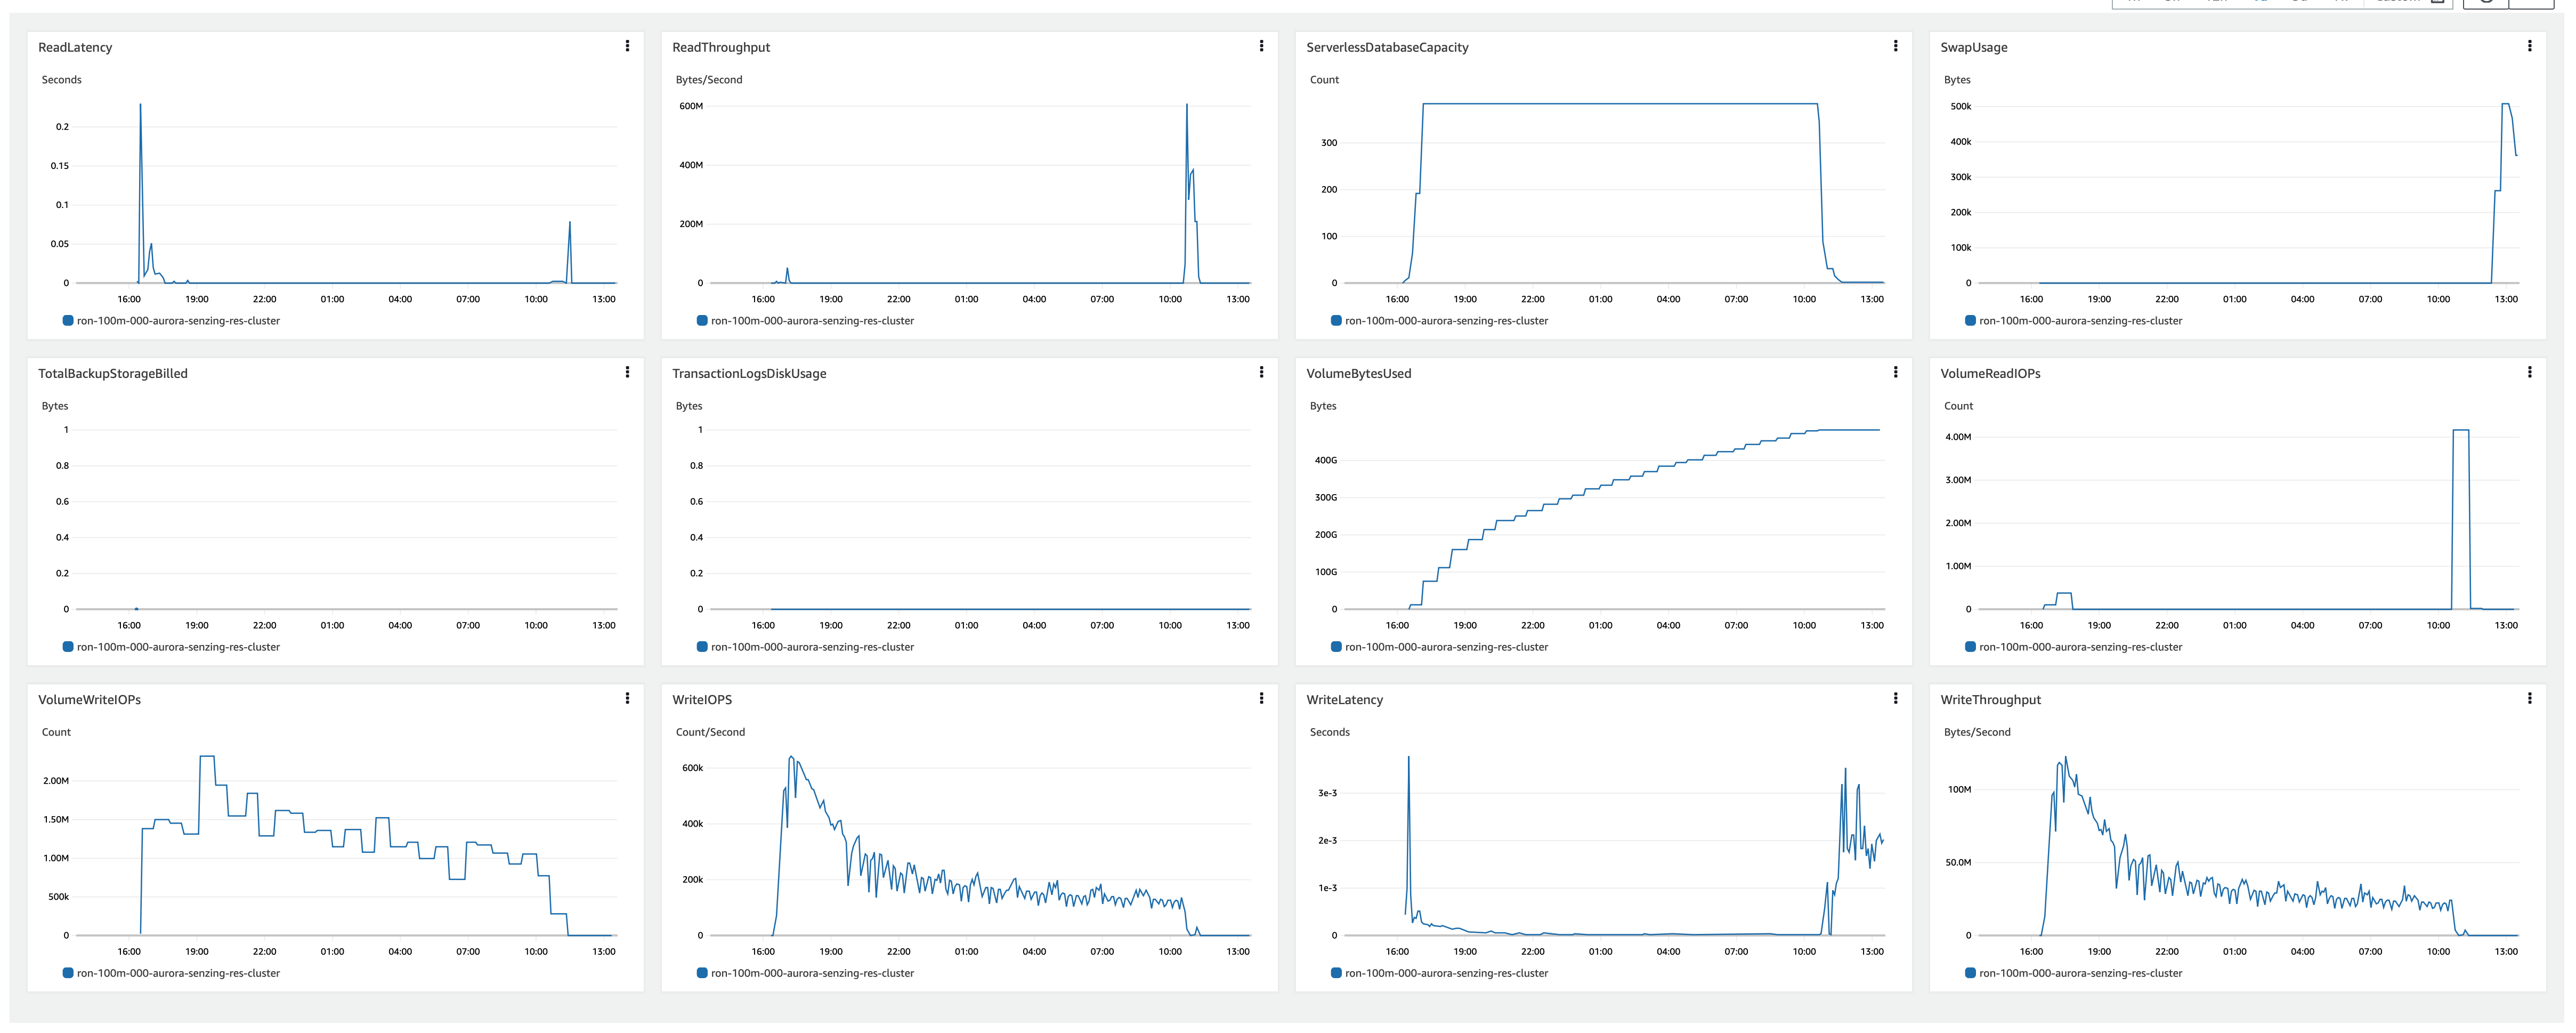 ReadLatency
Seconds
0.2
0.15
0.1
0.05
0
16:00 19:00 22:00 01:00 04:00 07:00 10:00 13:00
ron-100m-000-aurora-senzing-res-cluster
ReadThroughput
Bytes/Second
600M
400M
200M
0
16:00 19:00 22:00 01:00 04:00 07:00 10:00 13:00
ron-100m-000-aurora-senzing-res-cluster
ServerlessDatabaseCapacity
Count
300
200
100
0
16:00 19:00 22:00 01:00 04:00 07:00 10:00 13:00
ron-100m-000-aurora-senzing-res-cluster
SwapUsage
Bytes
500k
400k
300k
200k
100k
0
16:00 19:00 22:00 01:00 04:00 07:00 10:00 13:00
ron-100m-000-aurora-senzing-res-cluster
TotalBackupStorageBilled
Bytes
1
0.8
0.6
0.4
0.2
0
16:00 19:00 22:00 01:00 04:00 07:00 10:00 13:00
ron-100m-000-aurora-senzing-res-cluster
TransactionLogsDiskUsage
Bytes
1
0.8
0.6
0.4
0.2
0
16:00 19:00 22:00 01:00 04:00 07:00 10:00 13:00
ron-100m-000-aurora-senzing-res-cluster
VolumeBytesUsed
Bytes
400G
300G
200G
100G
0
16:00 19:00 22:00 01:00 04:00 07:00 10:00 13:00
ron-100m-000-aurora-senzing-res-cluster
VolumeReadIOPs
Count
4.00M
3.00M
2.00M
1.00M
0
16:00 19:00 22:00 01:00 04:00 07:00 10:00 13:00
ron-100m-000-aurora-senzing-res-cluster
VolumeWriteIOPs
Count
2.00M
1.50M
1.00M
500k
0
16:00 19:00 22:00 01:00 04:00 07:00 10:00 13:00
ron-100m-000-aurora-senzing-res-cluster
WriteIOPS
Count/Second
600k
400k
200k
0
16:00 19:00 22:00 01:00 04:00 07:00 10:00 13:00
ron-100m-000-aurora-senzing-res-cluster
WriteLatency
Seconds
3e-3
2e-3
1e-3
0
16:00 19:00 22:00 01:00 04:00 07:00 10:00 13:00
ron-100m-000-aurora-senzing-res-cluster
WriteThroughput
Bytes/Second
100M
50.0M
0
16:00 19:00 22:00 01:00 04:00 07:00 10:00 13:00
ron-100m-000-aurora-senzing-res-cluster